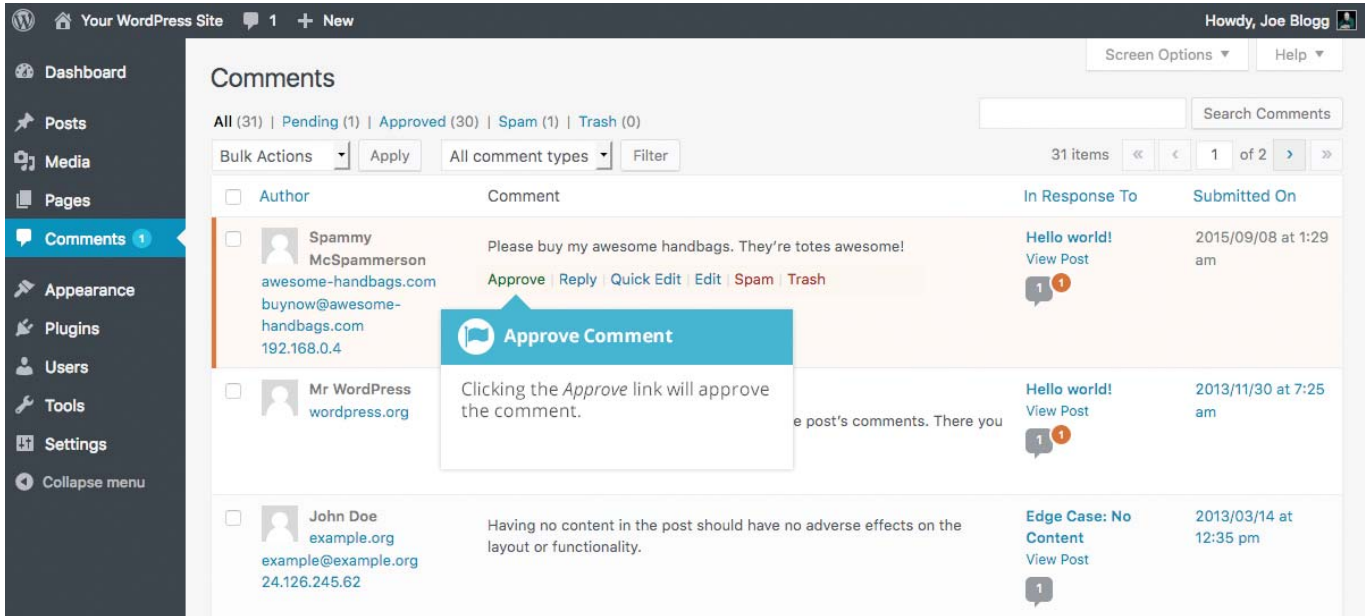 Your WordPress Site 1 + New Howdy, Joe Blogg
Screen Options Help
Dashboard
Posts
Media
Pages
Comments 1
Appearance
Plugins
Users
Tools
Settings
Collapse menu
Comments
All (31) | Pending (1) | Approved (30) | Spam (1) | Trash (0)
Search Comments
Bulk Actions Apply All comment types Filter 31 items « ‹ 1 of 2 › »
Author Comment In Response To Submitted On
Spammy
McSpammerson
awesome-handbags.com
buynow@awesome-
handbags.com
192.168.0.4
Please buy my awesome handbags. They're totes awesome!
Approve | Reply | Quick Edit | Edit | Spam | Trash
Hello world!
View Post
1 1
2015/09/08 at 1:29
am
Approve Comment
Clicking the Approve link will approve
the comment.
Mr WordPress
wordpress.org
e post's comments. There you
Hello world!
View Post
1 1
2013/11/30 at 7:25
am
John Doe
example.org
example@example.org
24.126.245.62
Having no content in the post should have no adverse effects on the
layout or functionality.
Edge Case: No
Content
View Post
1
2013/03/14 at
12:35 pm